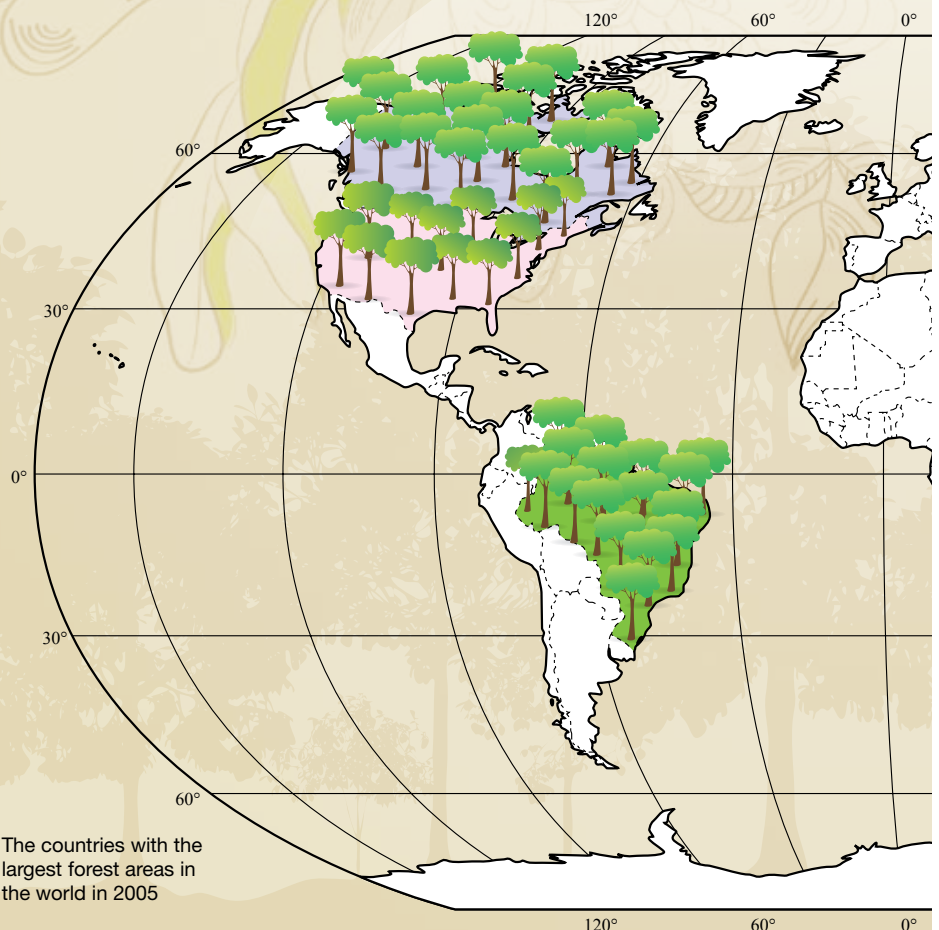 120° 60° 0°
60°
30°
0°
30°
60°
The countries with the
largest forest areas in
the world in 2005
120° 60° 0°